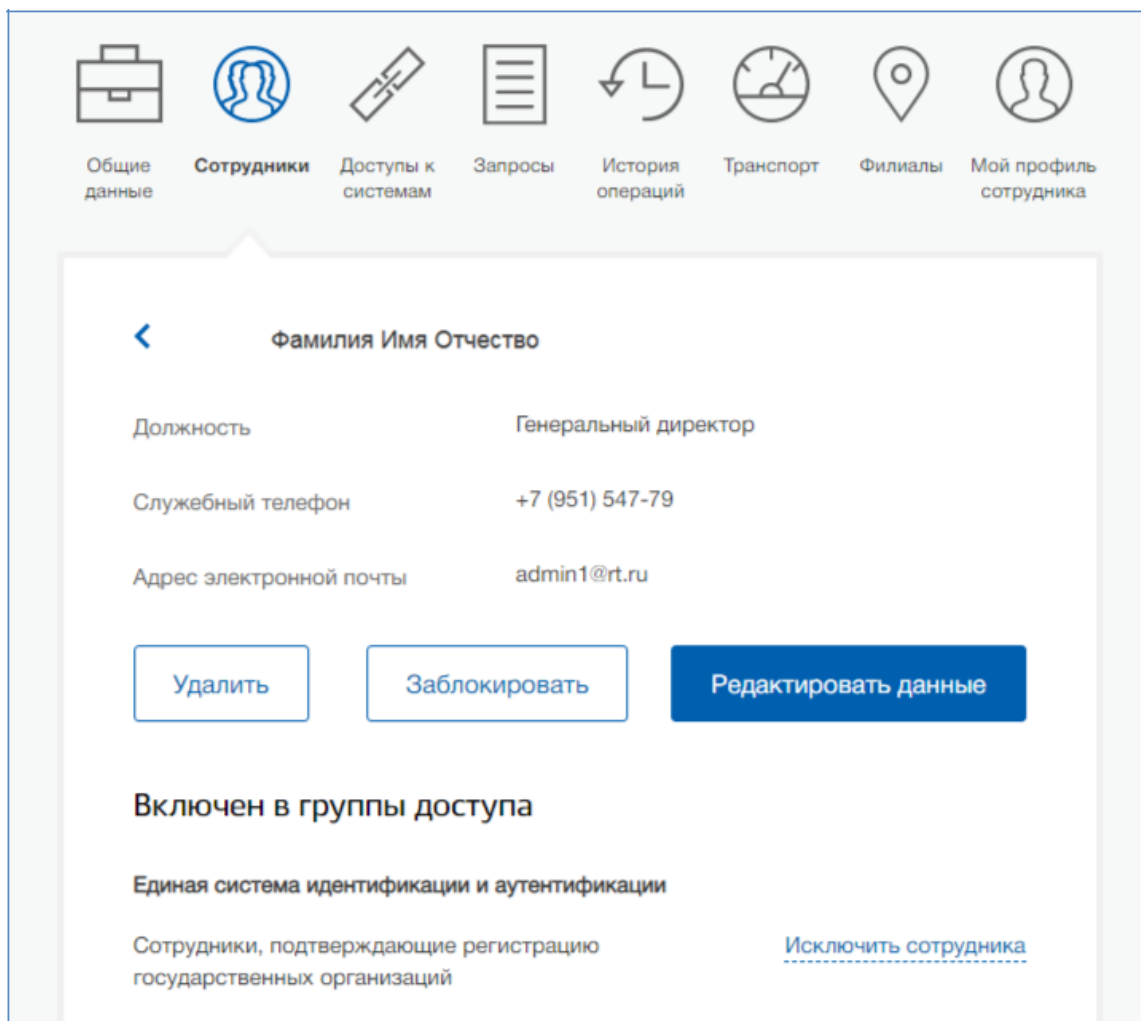 Общие данные
Сотрудники
Доступы к системам
Запросы
История операций
Транспорт
Филиалы
Мой профиль сотрудника
Фамилия Имя Отчество
Должность Генеральный директор
Служебный телефон +7 (951) 547-79
Адрес электронной почты admin1@rt.ru
Удалить Заблокировать Редактировать данные
Включен в группы доступа
Единая система идентификации и аутентификации
Сотрудники, подтверждающие регистрацию Исключить сотрудника
государственных организаций